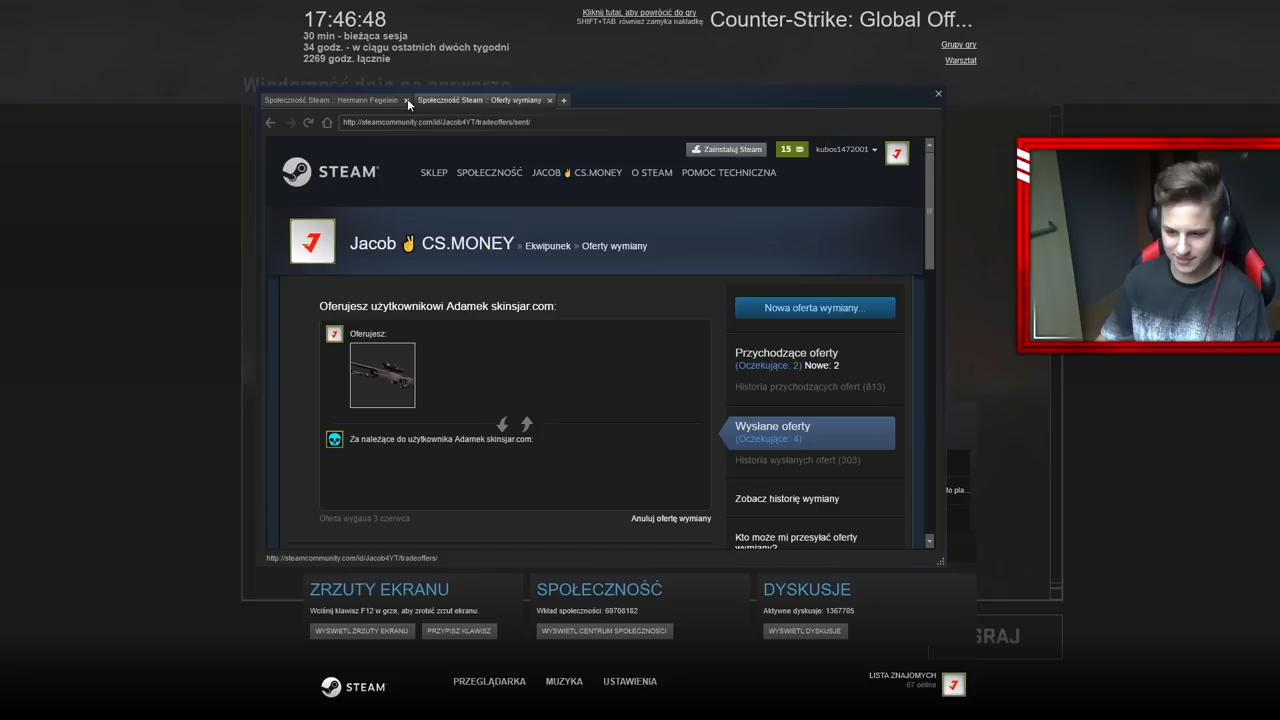 17:46:48
30 min - bieżąca sesja
34 godz. - w ciągu ostatnich dwóch tygodni
2269 godz. łącznie
Kliknij tutaj, aby powrócić do gry
SHIFT+TAB również zamyka nakładkę
Counter-Strike: Global Off...
Grupy gry
Warsztat
Wiadomość dnia na serwerze
Społeczność Steam :: Hermann Fegelein
Społeczność Steam :: Oferty wymiany
http://steamcommunity.com/id/Jacob4YT/tradeoffers/sent/
Zainstaluj Steam
15
kubos1472001
STEAM
SKLEP
SPOŁECZNOŚĆ
JACOB ✌ CS.MONEY
O STEAM
POMOC TECHNICZNA
Jacob ✌ CS.MONEY » Ekwipunek » Oferty wymiany
Oferujesz użytkownikowi Adamek skinsjar.com:
Oferujesz:
Za należące do użytkownika Adamek skinsjar.com:
Oferta wygasa 3 czerwca
Anuluj ofertę wymiany
Nowa oferta wymiany...
Przychodzące oferty
(Oczekujące: 2) Nowe: 2
Historia przychodzących ofert (813)
Wysłane oferty
(Oczekujące: 4)
Historia wysłanych ofert (303)
Zobacz historię wymiany
Kto może mi przesyłać oferty
wymiany?
http://steamcommunity.com/id/Jacob4YT/tradeoffers/
ZRZUTY EKRANU
Wciśnij klawisz F12 w grze, aby zrobić zrzut ekranu.
WYŚWIETL ZRZUTY EKRANU
PRZYPISZ KLAWISZ
SPOŁECZNOŚĆ
Wkład społeczności: 69708182
WYŚWIETL CENTRUM SPOŁECZNOŚCI
DYSKUSJE
Aktywne dyskusje: 1367705
WYŚWIETL DYSKUSJE
GRAJ
STEAM
PRZEGLĄDARKA
MUZYKA
USTAWIENIA
LISTA ZNAJOMYCH
67 online